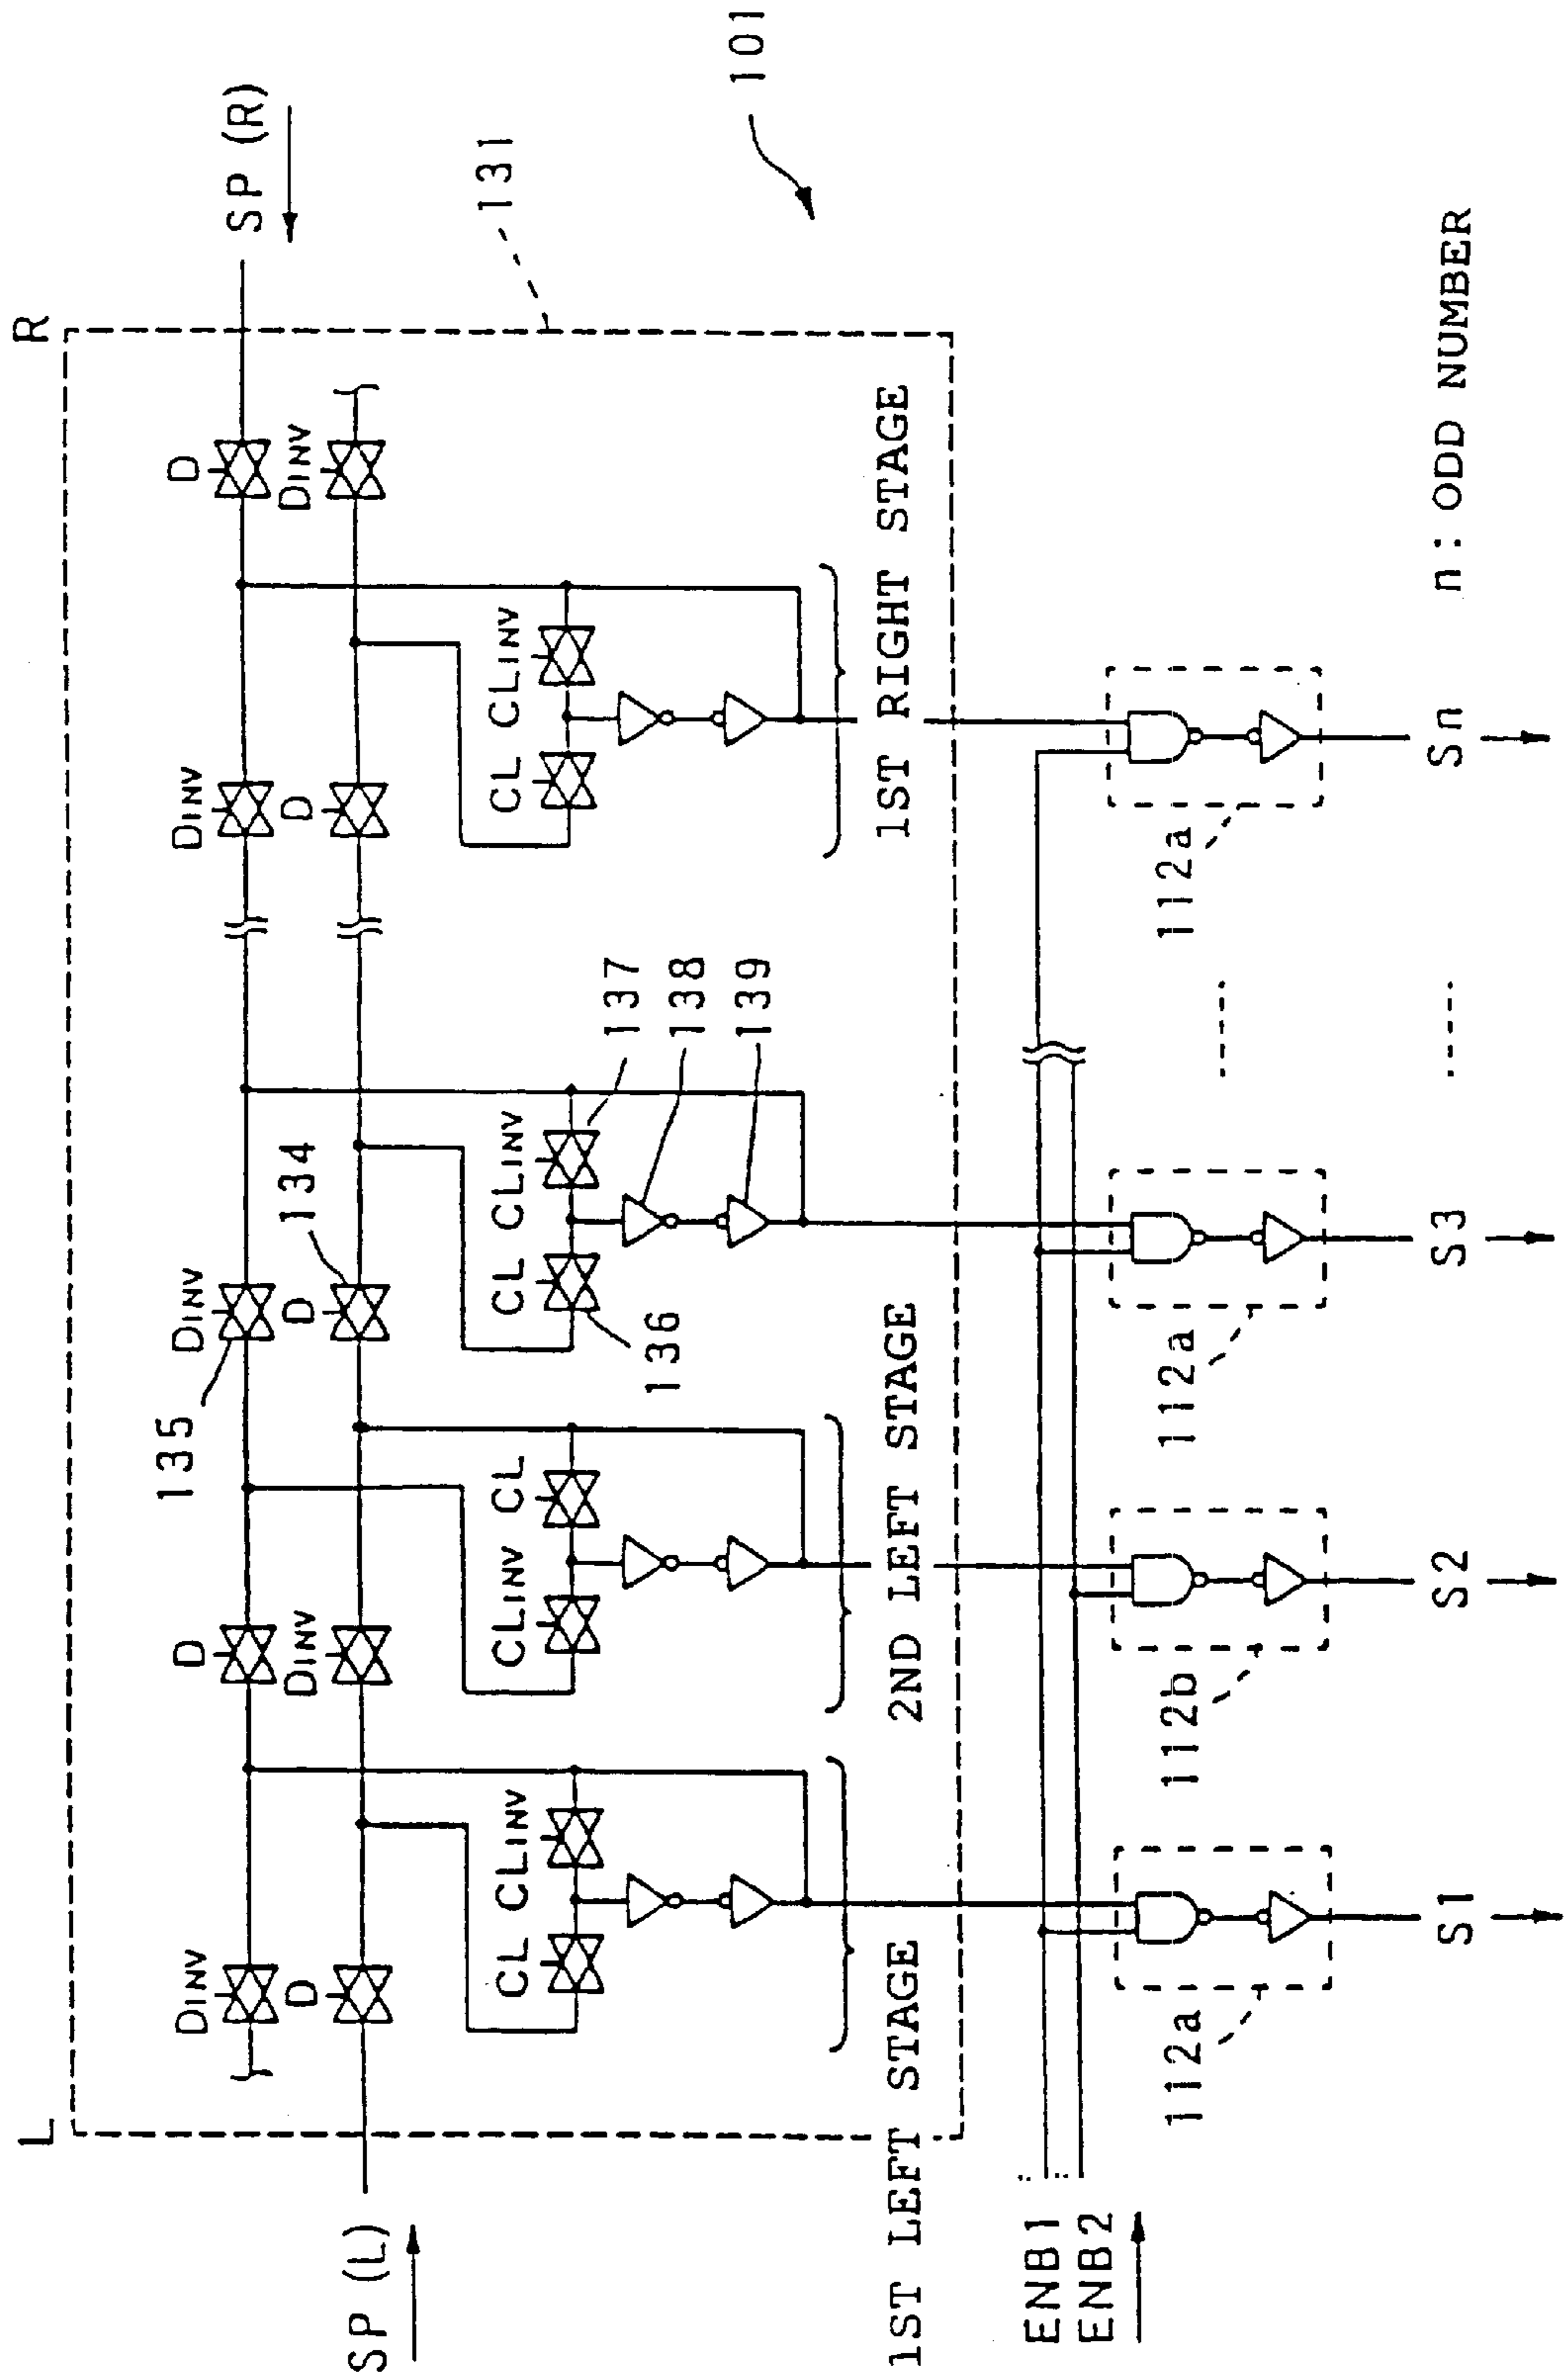 L
R
SP (R)
D
DINV
DINV
D
135
DINV
D
134
D
DINV
DINV
D
131
101
CL
CLINV
CLINV
CL
CL
CLINV
CL
CLINV
136
137
138
139
SP (L)
1ST LEFT STAGE
2ND LEFT STAGE
1ST RIGHT STAGE
ENB1
ENB2
112a
112b
112a
112a
-----
S1
S2
S3
-----
Sn
n: ODD NUMBER